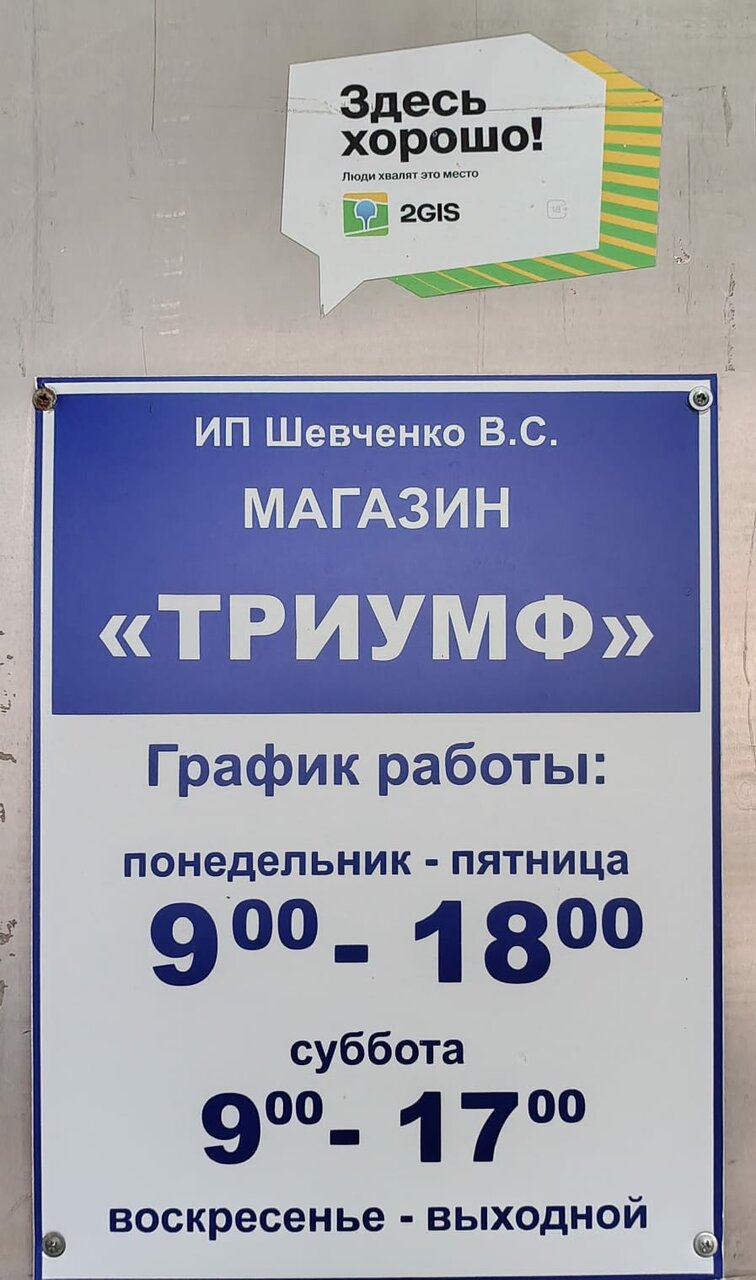 Здесь
хорошо!
Люди хвалят это место
2GIS
18+
ИП Шевченко В.С.
МАГАЗИН
«ТРИУМФ»
График работы:
понедельник - пятница
9⁰⁰ - 18⁰⁰
суббота
9⁰⁰ - 17⁰⁰
воскресенье - выходной